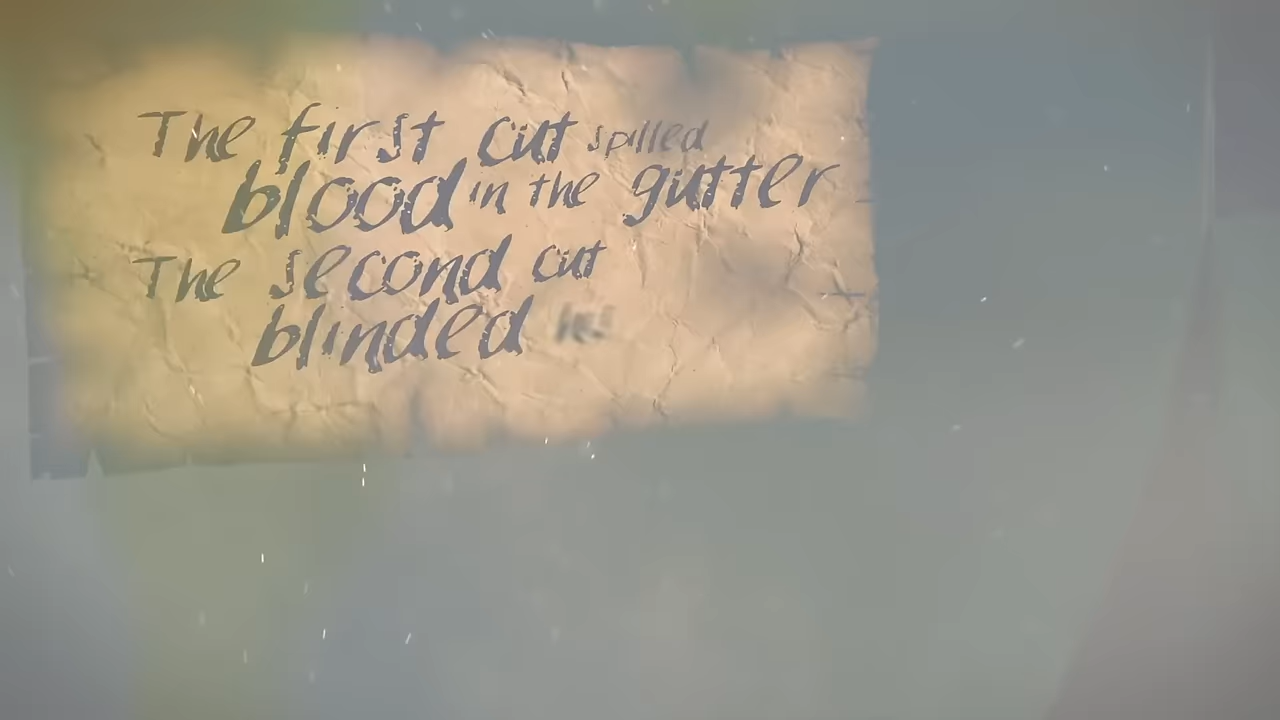 The first cut spilled
blood in the gutter
The second cut
blinded